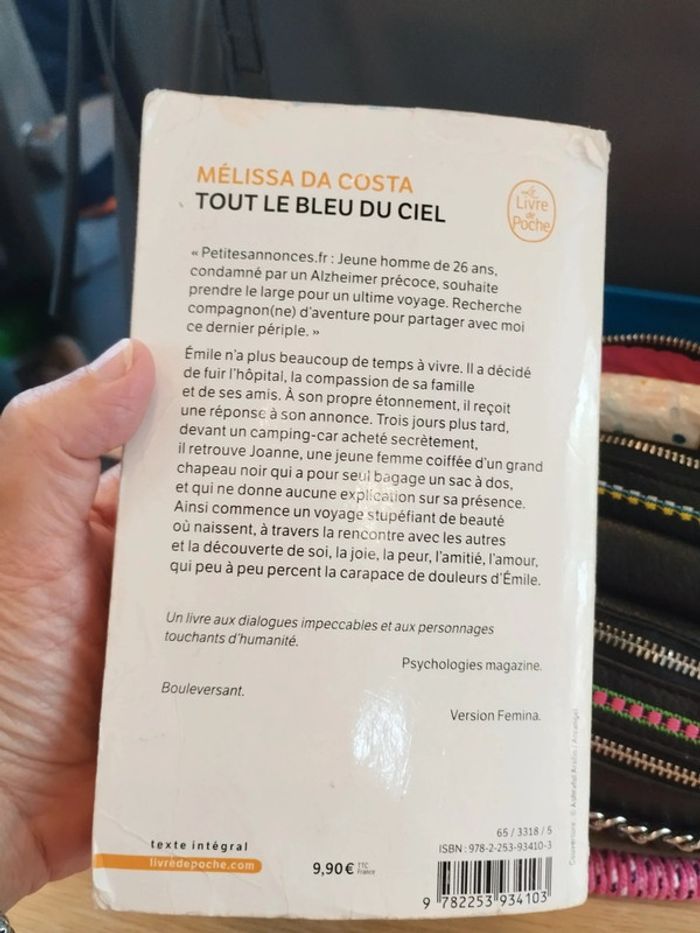 MÉLISSA DA COSTA
TOUT LE BLEU DU CIEL
Le
Livre
de
Poche
« Petitesannonces.fr : Jeune homme de 26 ans,
condamné par un Alzheimer précoce, souhaite
prendre le large pour un ultime voyage. Recherche
compagnon(ne) d'aventure pour partager avec moi
ce dernier périple. »
Émile n'a plus beaucoup de temps à vivre. Il a décidé
de fuir l'hôpital, la compassion de sa famille
et de ses amis. À son propre étonnement, il reçoit
une réponse à son annonce. Trois jours plus tard,
devant un camping-car acheté secrètement,
il retrouve Joanne, une jeune femme coiffée d'un grand
chapeau noir qui a pour seul bagage un sac à dos,
et qui ne donne aucune explication sur sa présence.
Ainsi commence un voyage stupéfiant de beauté
où naissent, à travers la rencontre avec les autres
et la découverte de soi, la joie, la peur, l'amitié, l'amour,
qui peu à peu percent la carapace de douleurs d'Émile.
Un livre aux dialogues impeccables et aux personnages
touchants d'humanité.
Psychologies magazine.
Bouleversant.
Version Femina.
texte intégral
livredepoche.com
9,90 € TTC
France
65 / 3318 / 5
ISBN : 978-2-253-93410-3
9 782253 934103
Couverture : ©